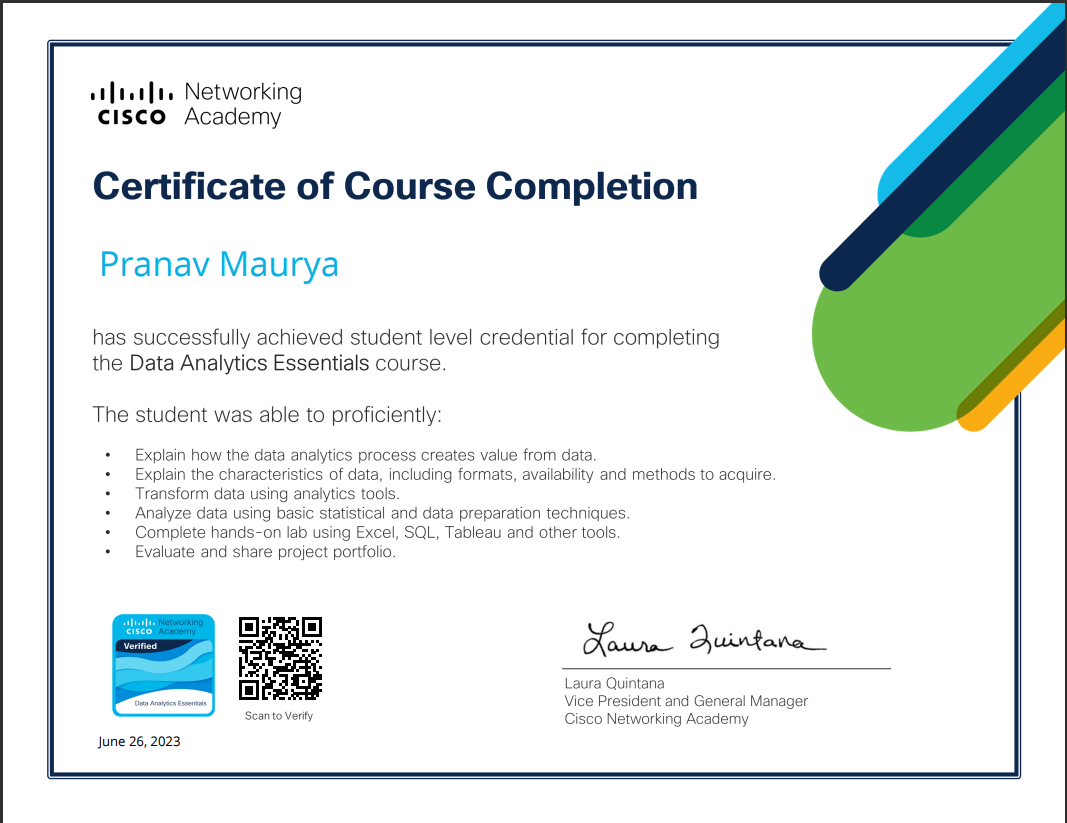 Networking
CISCO Academy
Certificate of Course Completion
Pranav Maurya
has successfully achieved student level credential for completing
the Data Analytics Essentials course.
The student was able to proficiently:
• Explain how the data analytics process creates value from data.
• Explain the characteristics of data, including formats, availability and methods to acquire.
• Transform data using analytics tools.
• Analyze data using basic statistical and data preparation techniques.
• Complete hands-on lab using Excel, SQL, Tableau and other tools.
• Evaluate and share project portfolio.
Networking
CISCO Academy
Verified
Data Analytics Essentials
Scan to Verify
June 26, 2023
Laura Quintana
Laura Quintana
Vice President and General Manager
Cisco Networking Academy